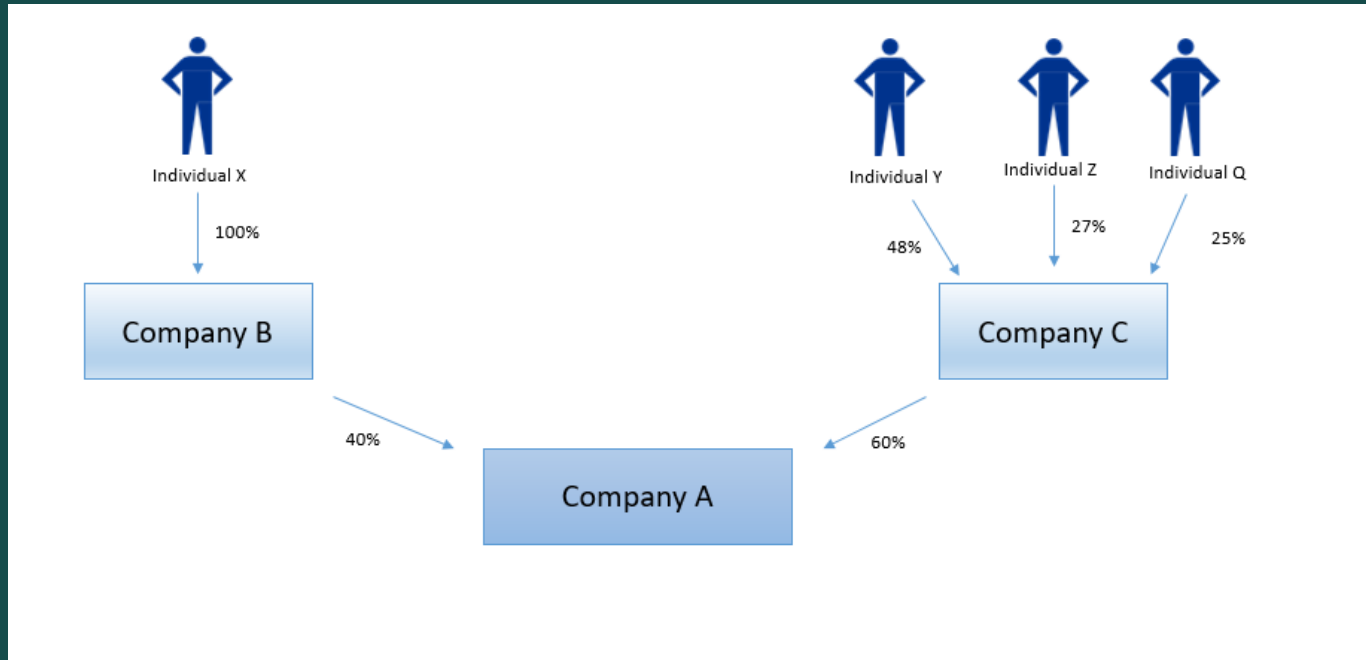 Individual X
Individual Y
Individual Z
Individual Q
100%
48%
27%
25%
Company B
Company C
40%
60%
Company A